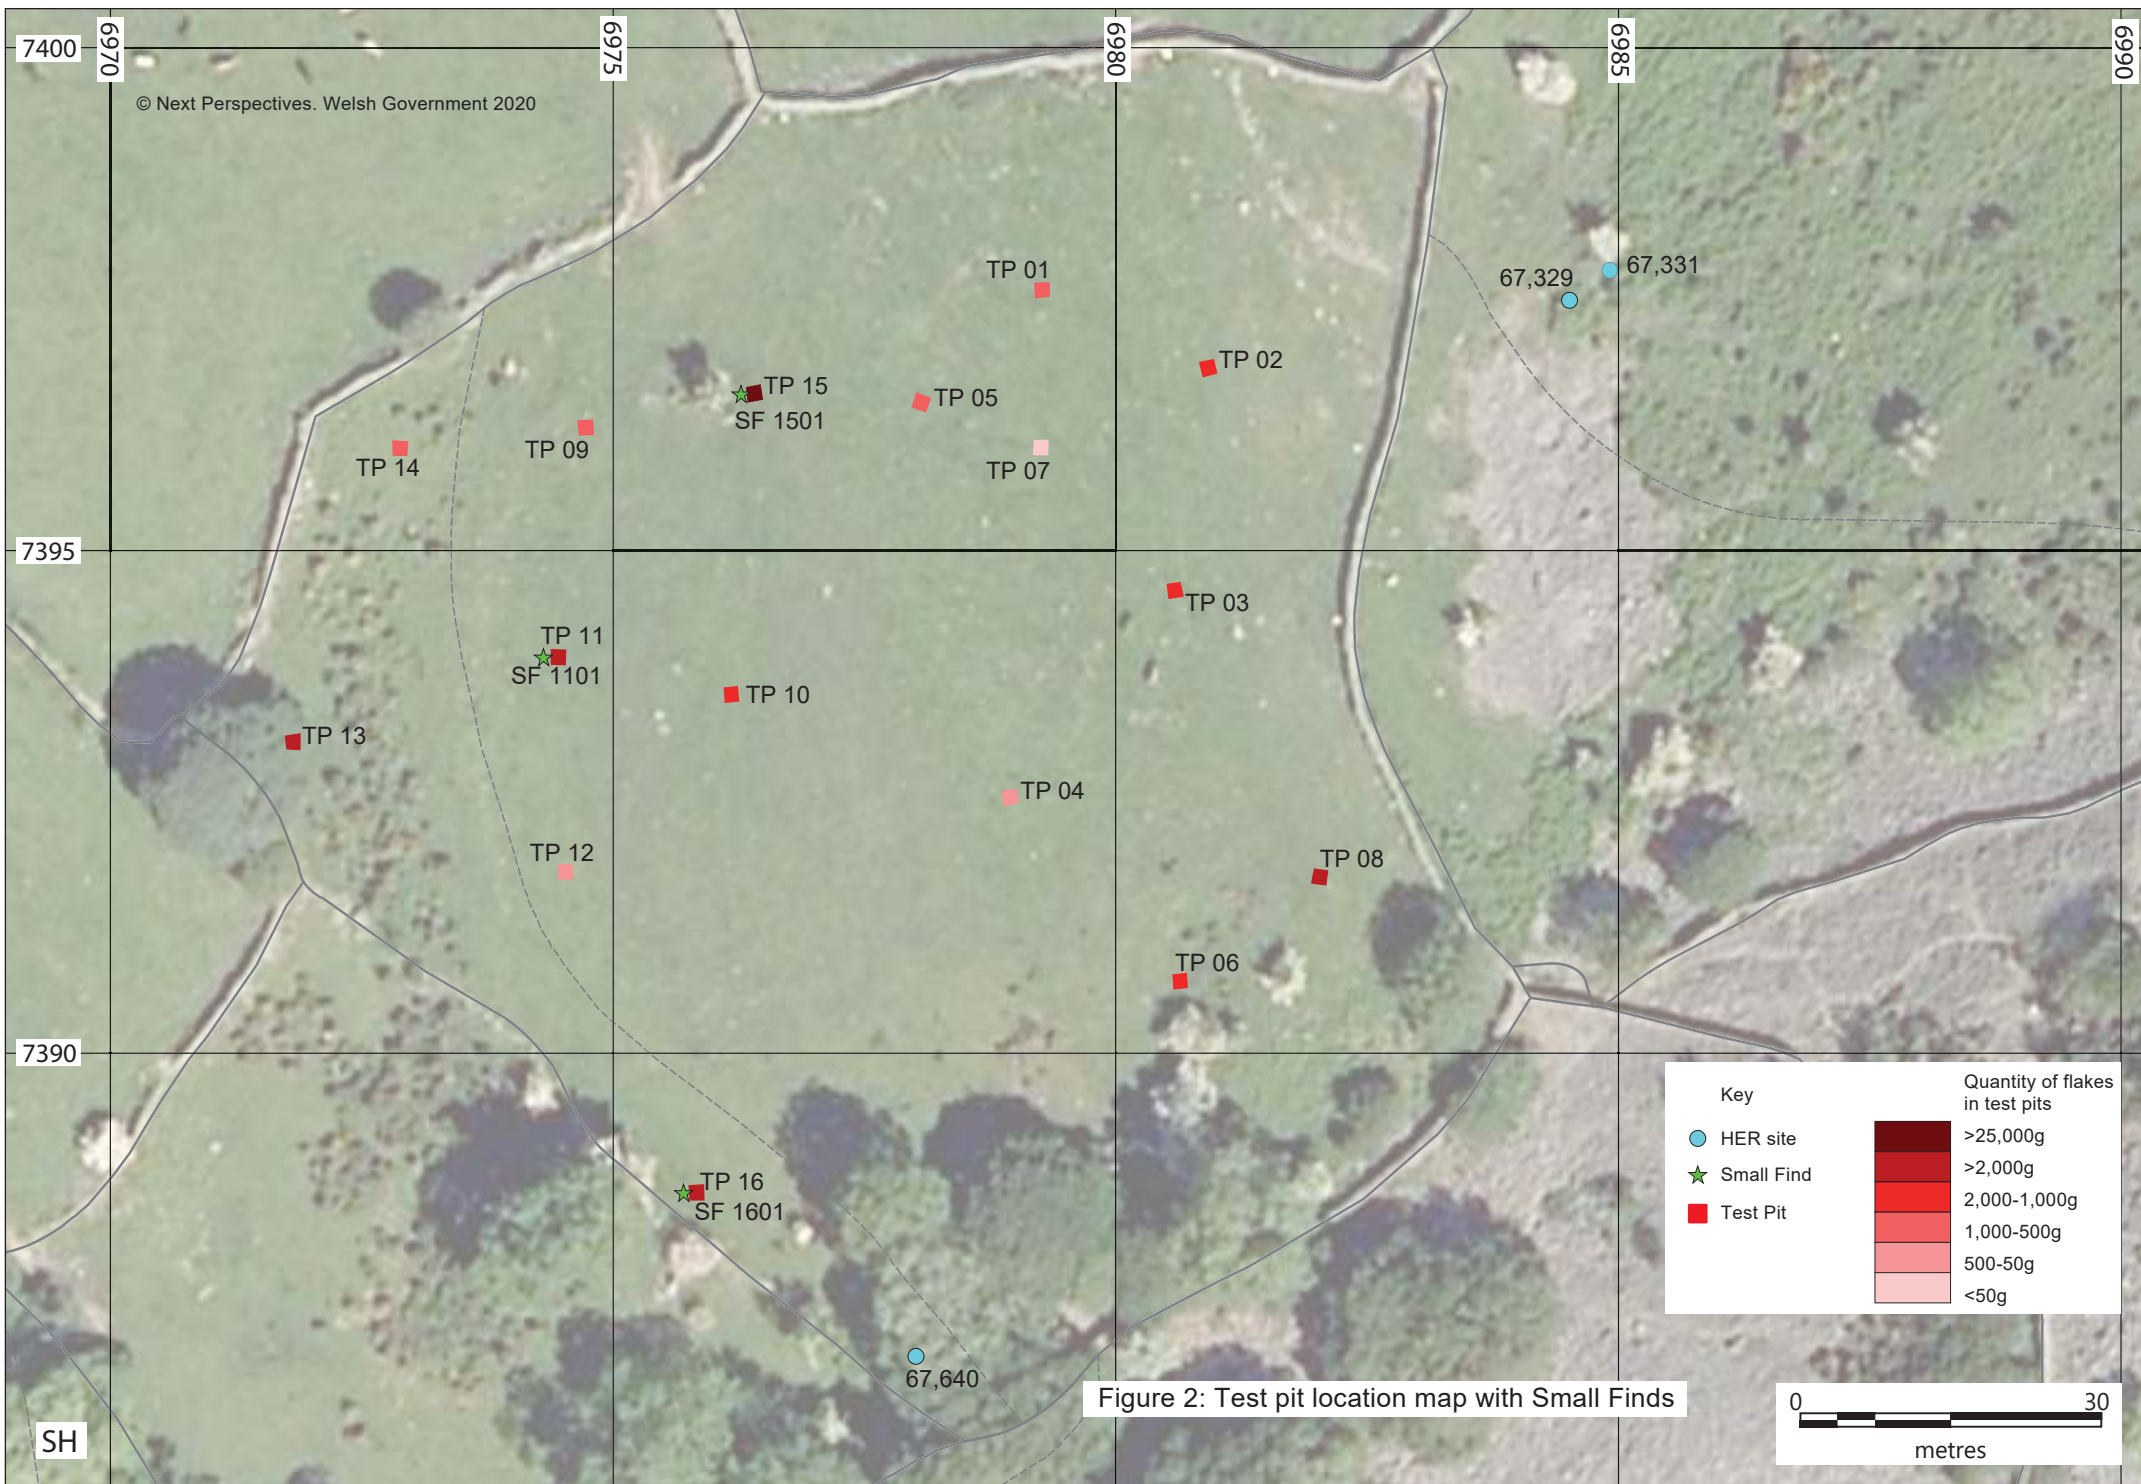 6970
6975
6980
6985
6990
7400
© Next Perspectives. Welsh Government 2020
TP 01
67,329
67,331
TP 02
TP 15
SF 1501
TP 05
TP 09
TP 14
TP 07
7395
TP 03
TP 11
SF 1101
TP 10
TP 13
TP 04
TP 12
TP 08
TP 06
7390
Key
HER site
Small Find
Test Pit
Quantity of flakes
in test pits
>25,000g
>2,000g
2,000-1,000g
1,000-500g
500-50g
<50g
TP 16
SF 1601
67,640
Figure 2: Test pit location map with Small Finds
SH
0 30
metres